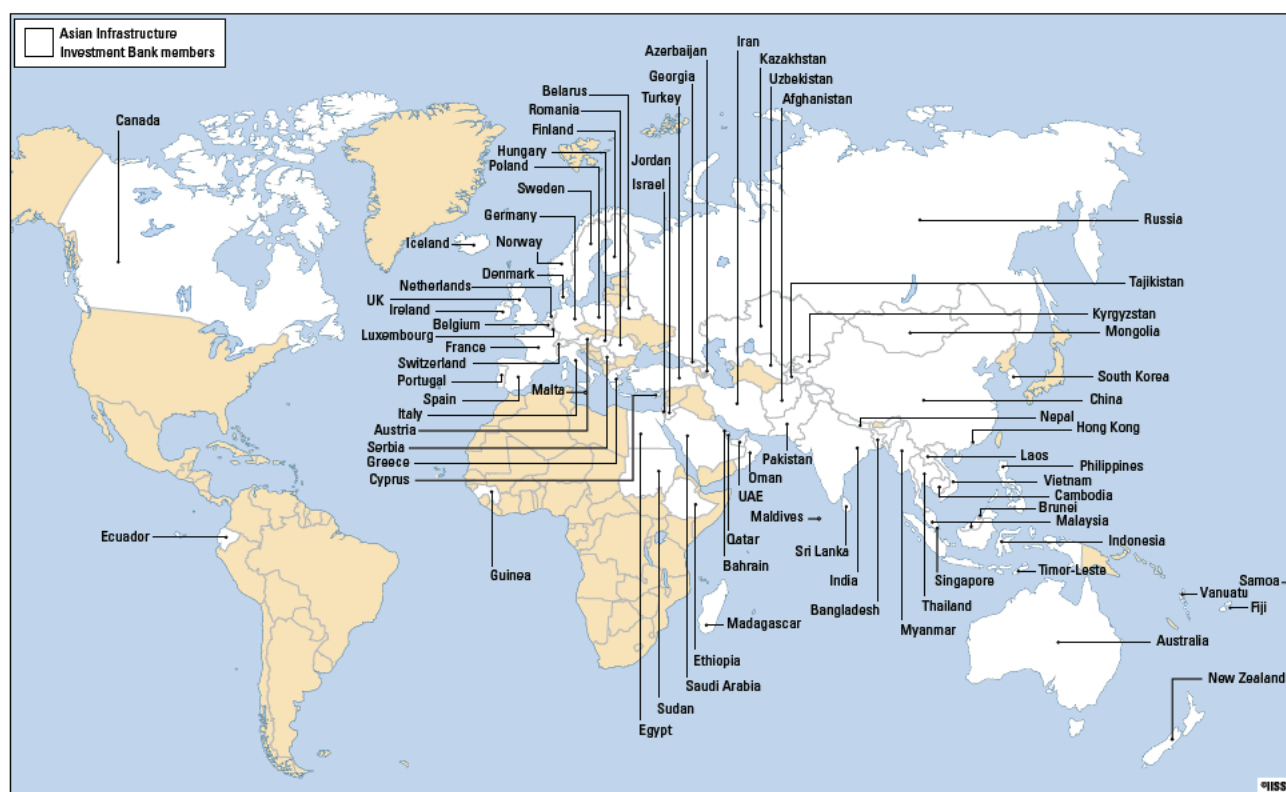 Asian Infrastructure
Investment Bank members
Iran
Azerbaijan
Kazakhstan
Georgia
Uzbekistan
Turkey
Afghanistan
Belarus
Romania
Finland
Canada
Hungary
Poland
Jordan
Israel
Sweden
Germany
Russia
Iceland
Norway
Denmark
Netherlands
Tajikistan
UK
Ireland
Kyrgyzstan
Belgium
Mongolia
Luxembourg
France
Switzerland
South Korea
Portugal
Malta
Spain
China
Italy
Nepal
Austria
Hong Kong
Serbia
Laos
Greece
Pakistan
Philippines
Cyprus
Oman
Vietnam
UAE
Cambodia
Brunei
Maldives
Malaysia
Ecuador
Qatar
Indonesia
Sri Lanka
Bahrain
Timor-Leste
Guinea
India
Singapore
Samoa
Vanuatu
Thailand
Fiji
Bangladesh
Madagascar
Myanmar
Australia
Ethiopia
New Zealand
Saudi Arabia
Sudan
Egypt
©IISS